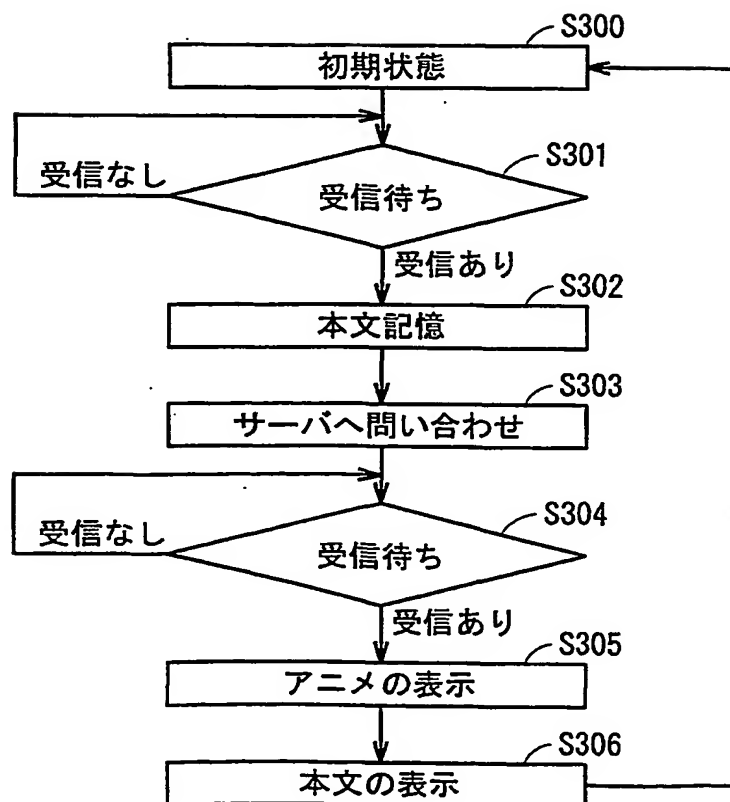 S300
初期状態
S301
受信なし
受信待ち
受信あり
S302
本文記憶
S303
サーバへ問い合わせ
S304
受信なし
受信待ち
受信あり
S305
アニメの表示
S306
本文の表示